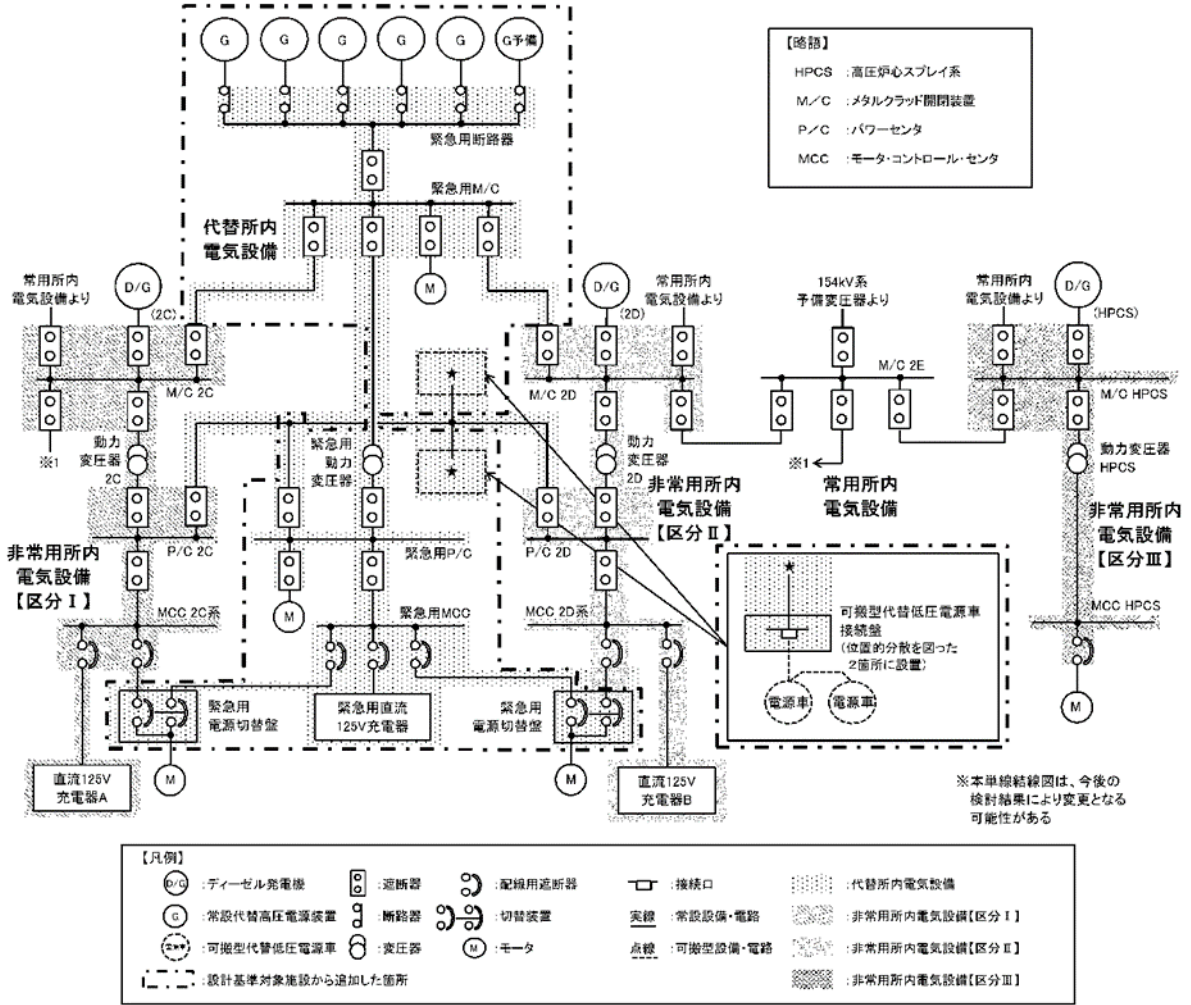 G G G G G G予備
【略語】
HPCS :高圧炉心スプレイ系
M/C :メタルクラッド開閉装置
P/C :パワーセンタ
MCC :モータ・コントロール・センタ
緊急用断路器
緊急用M/C
代替所内
電気設備
M
常用所内
電気設備より
D/G
(2C)
M/C 2C
※1
動力
変圧器
2C
P/C 2C
非常用所内
電気設備
【区分Ⅰ】
MCC 2C系
直流125V
充電器A
M
緊急用
電源切替盤
緊急用
動力
変圧器
緊急用P/C
M
緊急用MCC
緊急用直流
125V充電器
緊急用
電源切替盤
M
D/G
(2D)
常用所内
電気設備より
M/C 2D
動力
変圧器
2D
P/C 2D
非常用所内
電気設備
【区分Ⅱ】
MCC 2D系
直流125V
充電器B
154kV系
予備変圧器より
M/C 2E
※1
常用所内
電気設備
常用所内
電気設備より
D/G
(HPCS)
M/C HPCS
動力変圧器
HPCS
非常用所内
電気設備
【区分Ⅲ】
MCC HPCS
M
可搬型代替低圧電源車
接続盤
(位置的分散を図った
2箇所に設置)
電源車 電源車
※本単線結線図は、今後の
検討結果により変更となる
可能性がある
【凡例】
D/G :ディーゼル発電機
G :常設代替高圧電源装置
電源車 :可搬型代替低圧電源車
:設計基準対象施設から追加した箇所
:遮断器
:断路器
:変圧器
:配線用遮断器
:切替装置
M :モータ
:接続口
実線 :常設設備・電路
点線 :可搬型設備・電路
:代替所内電気設備
:非常用所内電気設備【区分Ⅰ】
:非常用所内電気設備【区分Ⅱ】
:非常用所内電気設備【区分Ⅲ】